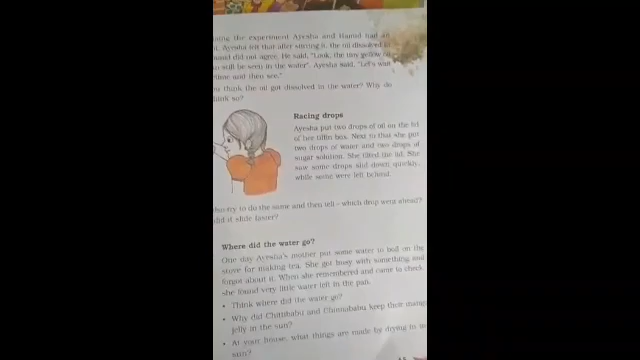 the experiment Ayesha and Hamid had an
Ayesha felt that after stirring it, the oil dissolved in
did not agree. He said, "Look, the tiny yellow
still be seen in the water". Ayesha said, "Let's wait
time and then see."
think the oil got dissolved in the water? Why do
think so?
Racing drops
Ayesha put two drops of oil on the lid
of her tiffin box. Next to that she put
two drops of water and two drops of
sugar solution. She tilted the lid. She
saw some drops slid down quickly,
while some were left behind.
try to do the same and then tell – which drop went ahead?
did it slide faster?
Where did the water go?
One day Ayesha's mother put some water to boil on the
stove for making tea. She got busy with something and
forgot about it. When she remembered and came to check
she found very little water left in the pan.
• Think where did the water go?
• Why did Chittibabu and Chinnababu keep their mango
jelly in the sun?
• At your house, what things are made by drying in
sun?